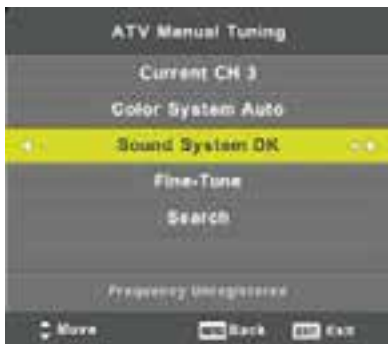 ATV Manual Tuning
Current CH 3
Color System Auto
Sound System DK
Fine-Tune
Search
Frequency Unregistered
Move Back Exit